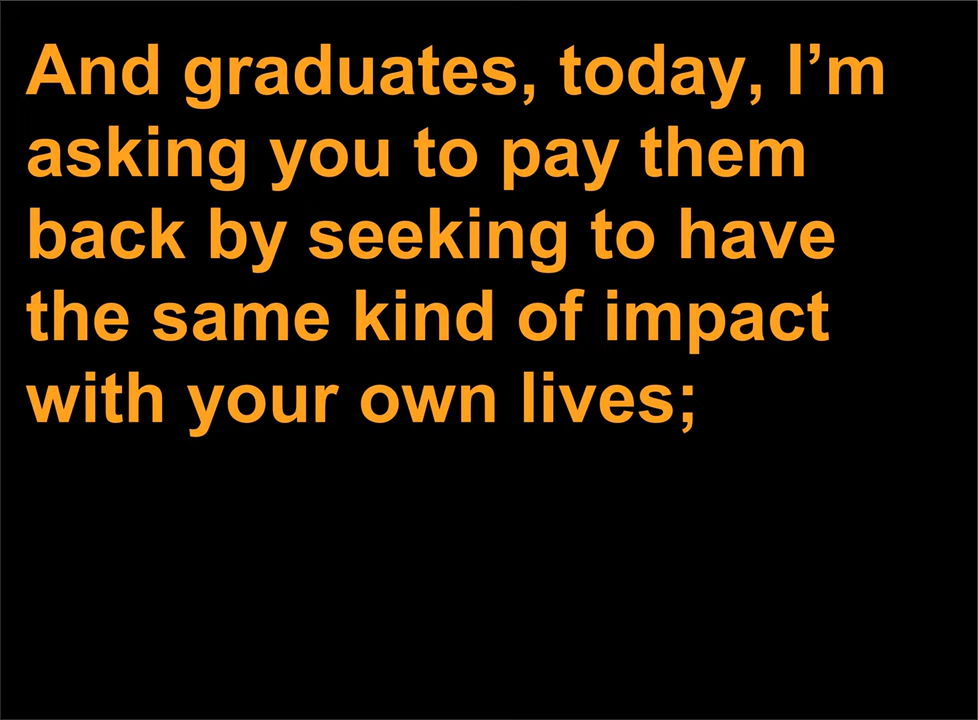 And graduates, today, I’m
asking you to pay them
back by seeking to have
the same kind of impact
with your own lives;